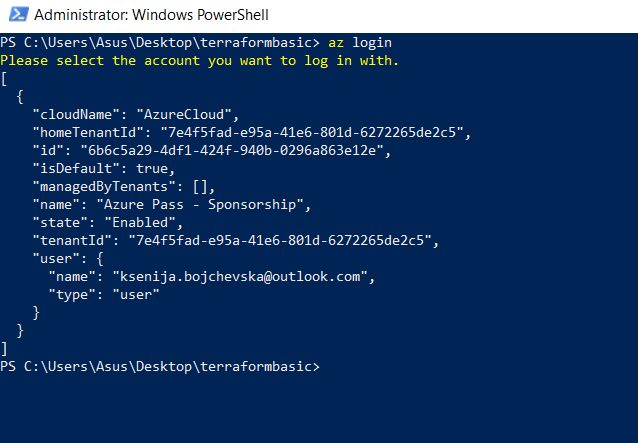 Administrator: Windows PowerShell
PS C:\Users\Asus\Desktop\terraformbasic> az login
Please select the account you want to log in with.
[
  {
    "cloudName": "AzureCloud",
    "homeTenantId": "7e4f5fad-e95a-41e6-801d-6272265de2c5",
    "id": "6b6c5a29-4df1-424f-940b-0296a863e12e",
    "isDefault": true,
    "managedByTenants": [],
    "name": "Azure Pass - Sponsorship",
    "state": "Enabled",
    "tenantId": "7e4f5fad-e95a-41e6-801d-6272265de2c5",
    "user": {
      "name": "ksenija.bojchevska@outlook.com",
      "type": "user"
    }
  }
]
PS C:\Users\Asus\Desktop\terraformbasic>